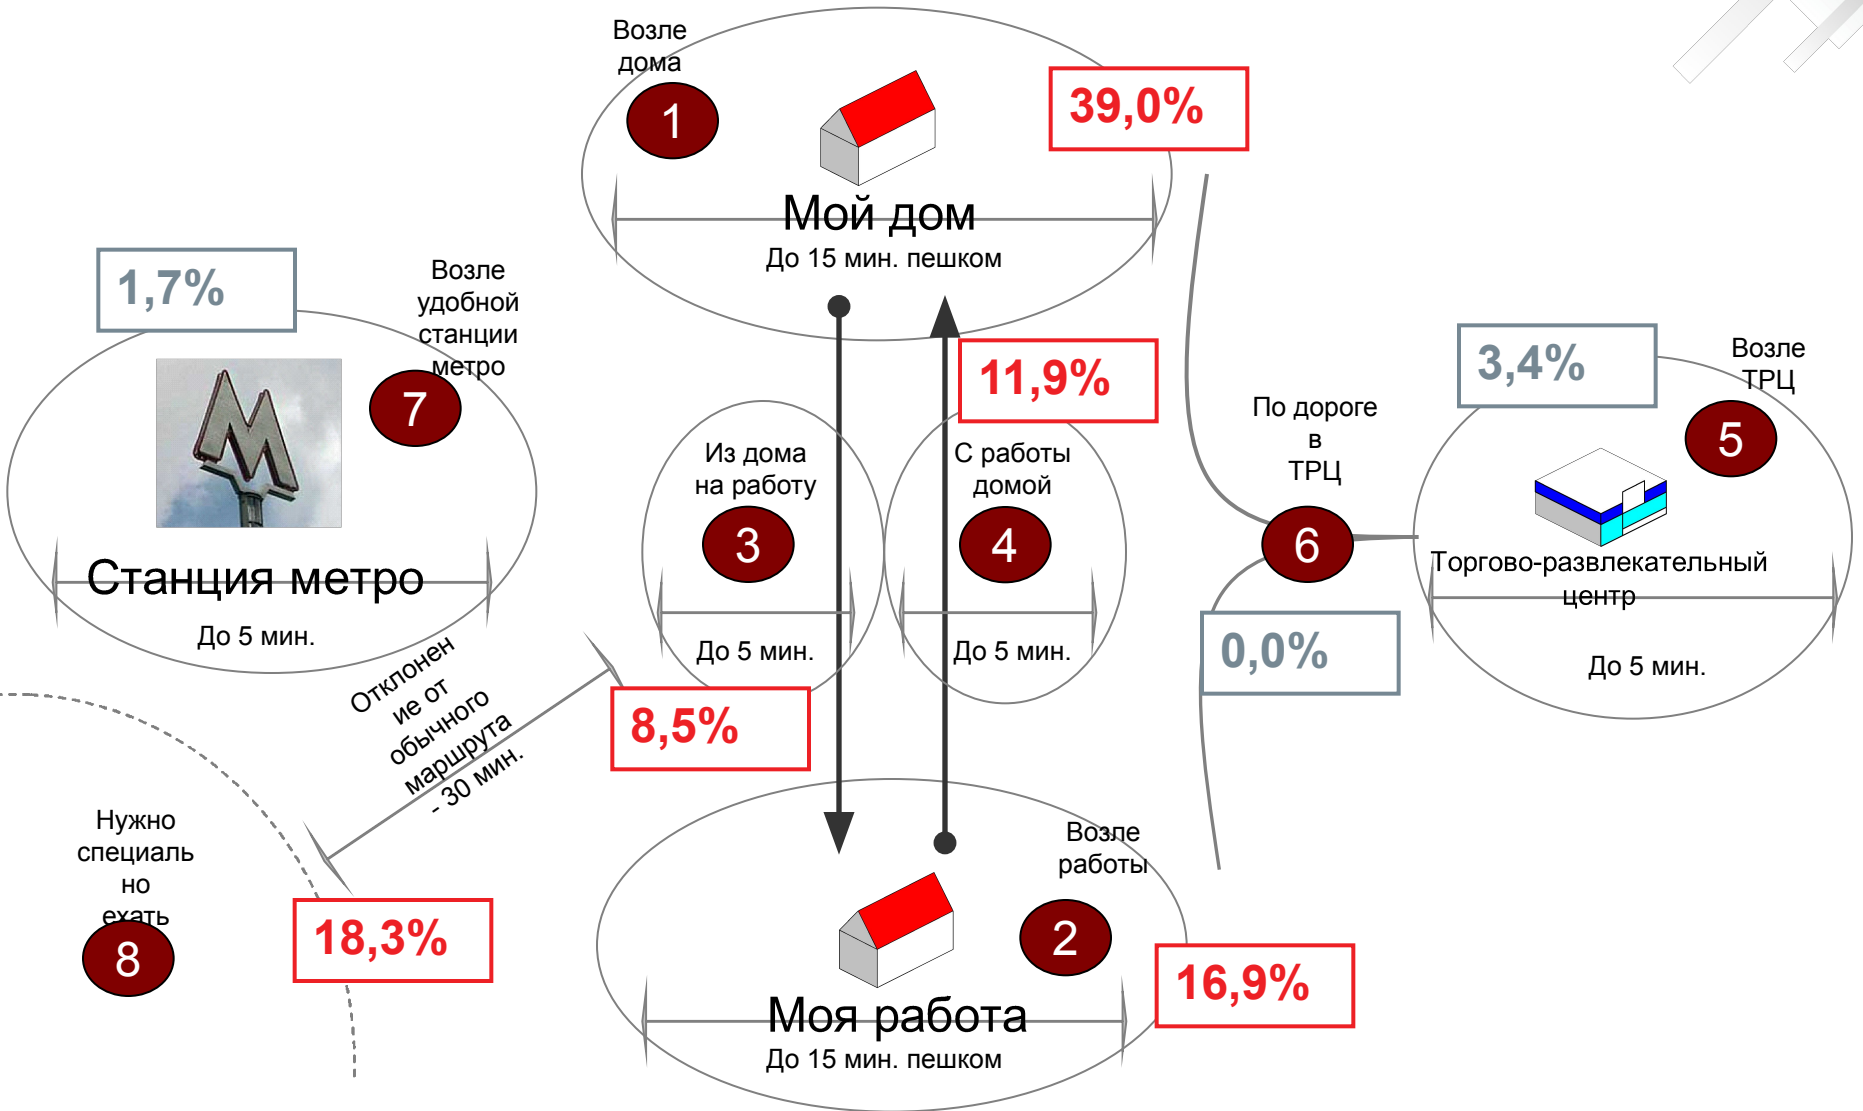 Возле
дома
1
39,0%
Мой дом
До 15 мин. пешком
1,7%
Возле
удобной
станции
метро
7
М
Станция метро
До 5 мин.
11,9%
Из дома
на работу
3
До 5 мин.
С работы
домой
4
До 5 мин.
По дороге
в
ТРЦ
6
0,0%
3,4%
Возле
ТРЦ
5
Торгово-развлекательный
центр
До 5 мин.
Отклонен
ие от
обычного
маршрута
- 30 мин.
8,5%
Нужно
специаль
но
ехать
8
18,3%
Возле
работы
2
16,9%
Моя работа
До 15 мин. пешком